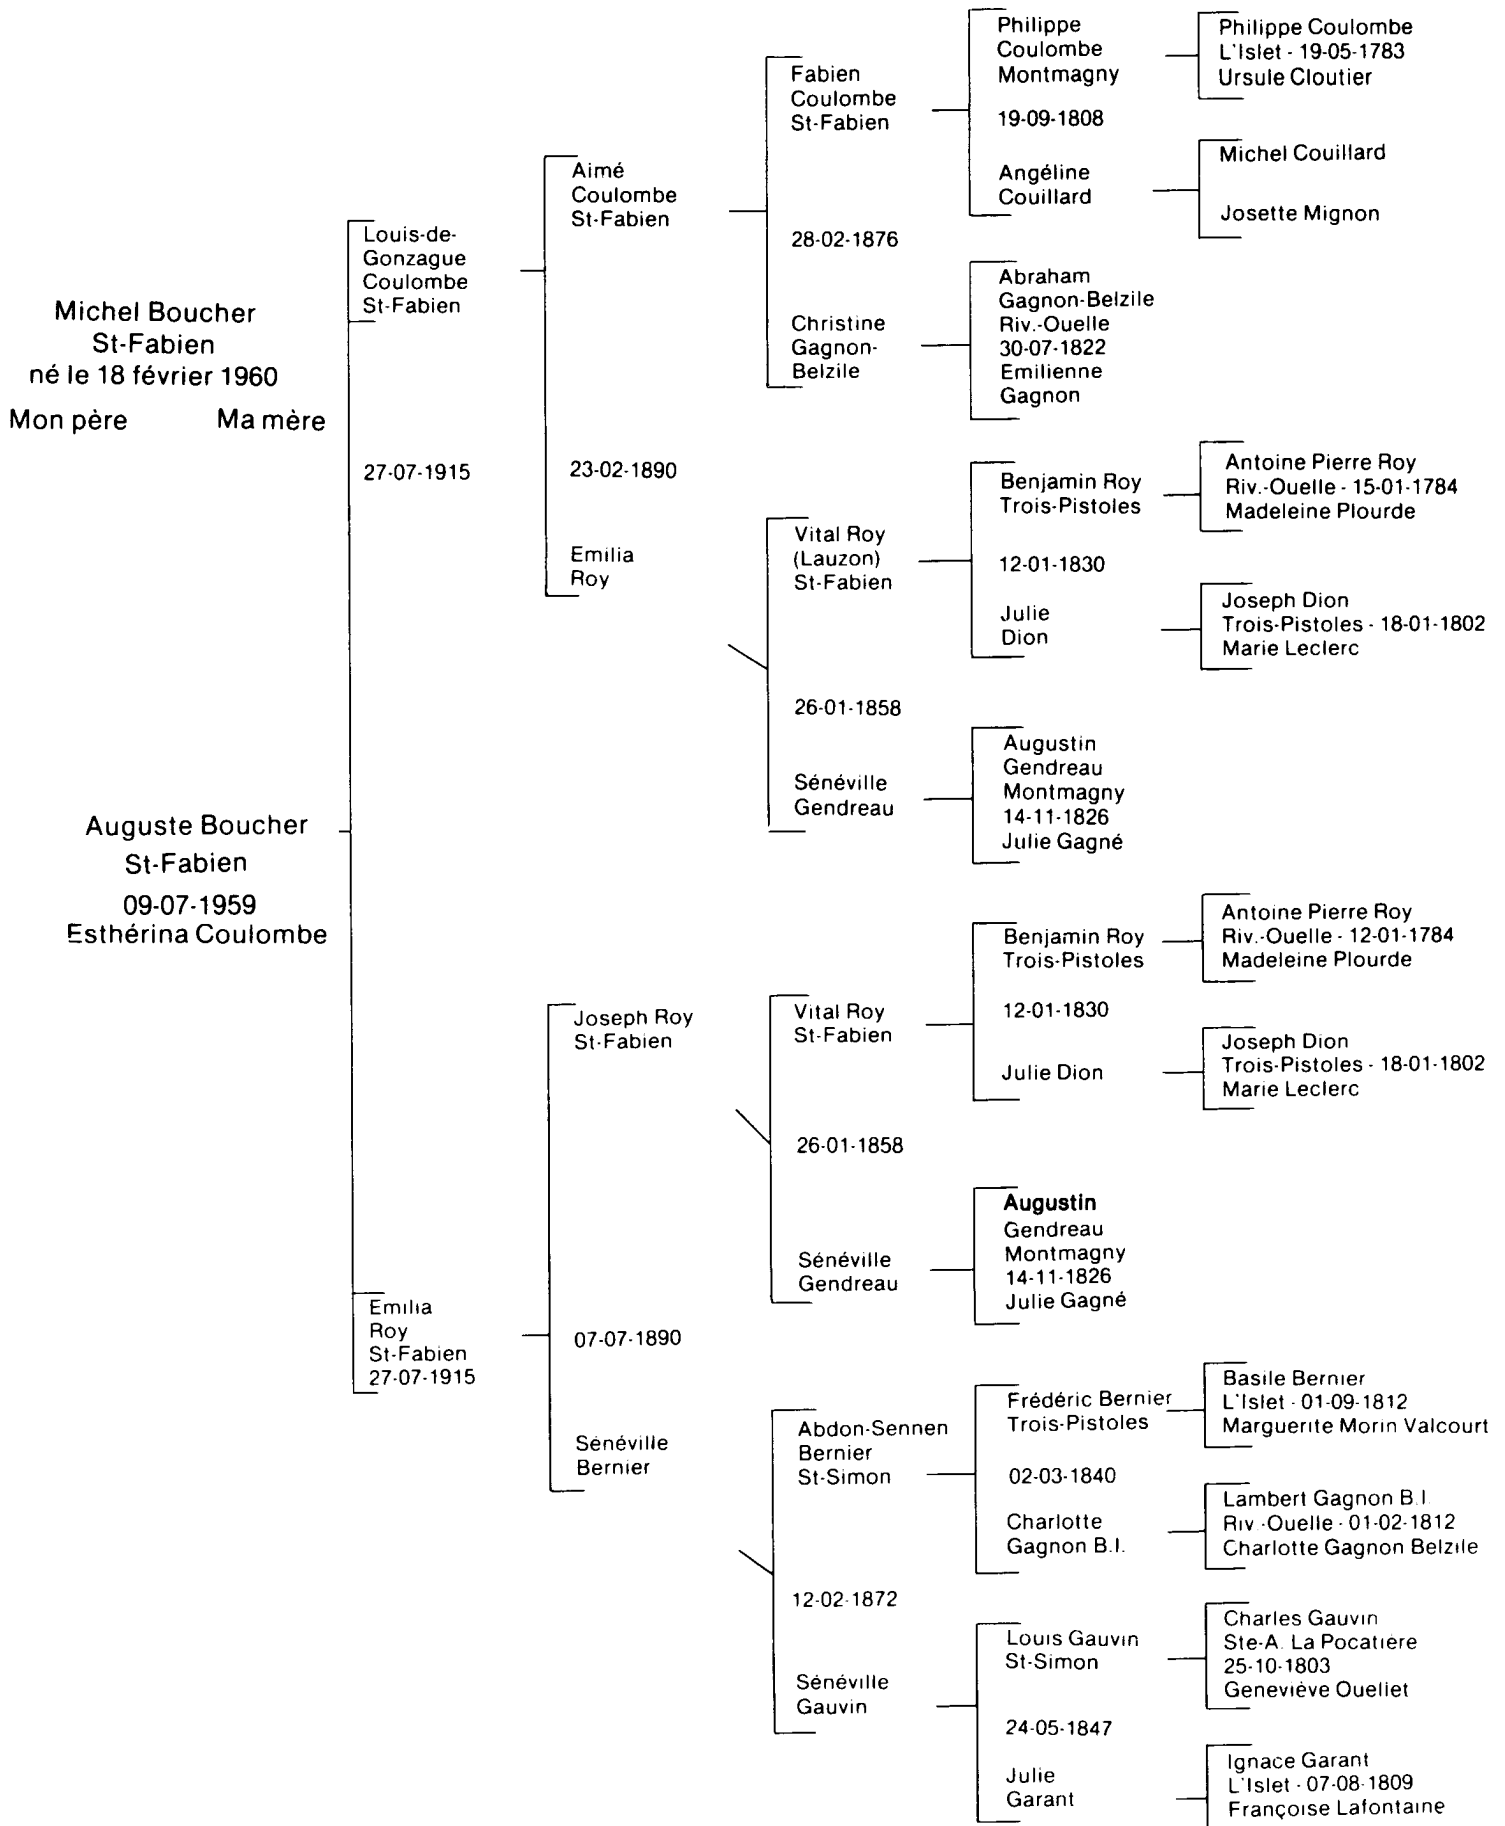 Michel Boucher
St-Fabien
né le 18 février 1960
Mon père Ma mère
Auguste Boucher
St-Fabien
09-07-1959
Esthérina Coulombe
Louis-de-
Gonzague
Coulombe
St-Fabien
27-07-1915
Emilia
Roy
St-Fabien
27-07-1915
Aimé
Coulombe
St-Fabien
23-02-1890
Emilia
Roy
Joseph Roy
St-Fabien
07-07-1890
Sénéville
Bernier
Fabien
Coulombe
St-Fabien
28-02-1876
Christine
Gagnon-
Belzile
Vital Roy
(Lauzon)
St-Fabien
26-01-1858
Sénéville
Gendreau
Vital Roy
St-Fabien
26-01-1858
Sénéville
Gendreau
Abdon-Sennen
Bernier
St-Simon
12-02-1872
Sénéville
Gauvin
Philippe
Coulombe
Montmagny
19-09-1808
Angéline
Couillard
Abraham
Gagnon-Belzile
Riv.-Ouelle
30-07-1822
Emilienne
Gagnon
Benjamin Roy
Trois-Pistoles
12-01-1830
Julie
Dion
Augustin
Gendreau
Montmagny
14-11-1826
Julie Gagné
Benjamin Roy
Trois-Pistoles
12-01-1830
Julie Dion
Augustin
Gendreau
Montmagny
14-11-1826
Julie Gagné
Frédéric Bernier
Trois-Pistoles
02-03-1840
Charlotte
Gagnon B.I.
Louis Gauvin
St-Simon
24-05-1847
Julie
Garant
Philippe Coulombe
L'Islet - 19-05-1783
Ursule Cloutier
Michel Couillard
Josette Mignon
Antoine Pierre Roy
Riv.-Ouelle - 15-01-1784
Madeleine Plourde
Joseph Dion
Trois-Pistoles - 18-01-1802
Marie Leclerc
Antoine Pierre Roy
Riv.-Ouelle - 12-01-1784
Madeleine Plourde
Joseph Dion
Trois-Pistoles - 18-01-1802
Marie Leclerc
Basile Bernier
L'Islet - 01-09-1812
Marguerite Morin Valcourt
Lambert Gagnon B.I.
Riv.-Ouelle - 01-02-1812
Charlotte Gagnon Belzile
Charles Gauvin
Ste-A. La Pocatière
25-10-1803
Geneviève Ouellet
Ignace Garant
L'Islet - 07-08-1809
Françoise Lafontaine